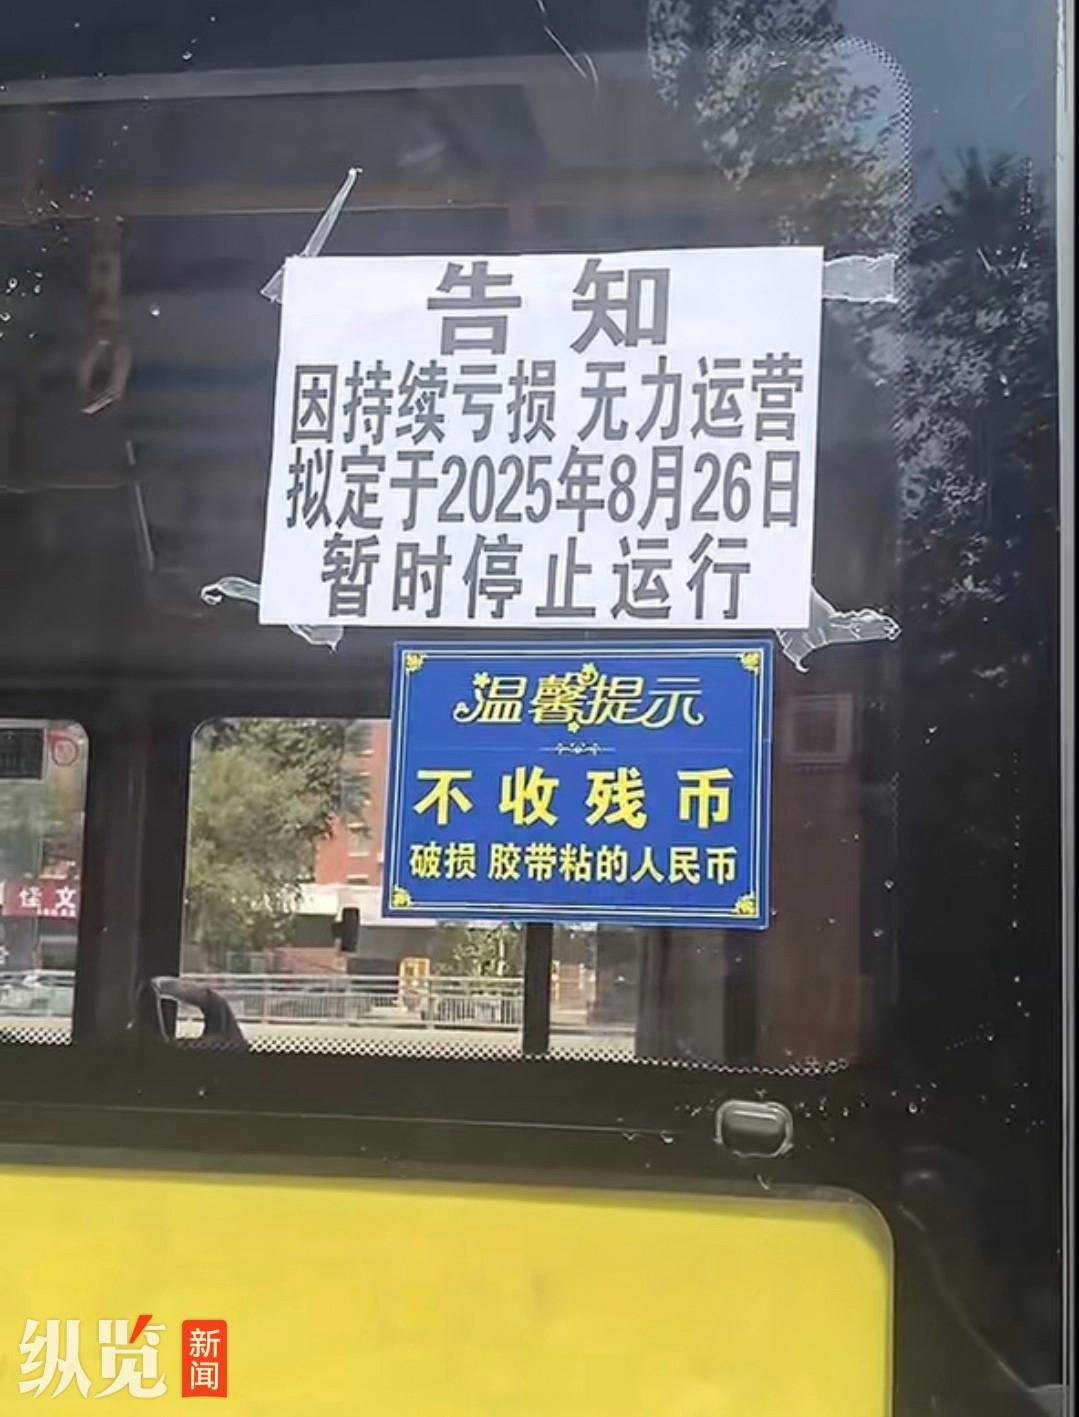 告知
因持续亏损 无力运营
拟定于2025年8月26日
暂时停止运行
温馨提示
不收残币
破损 胶带粘的人民币
文
纵览
新闻